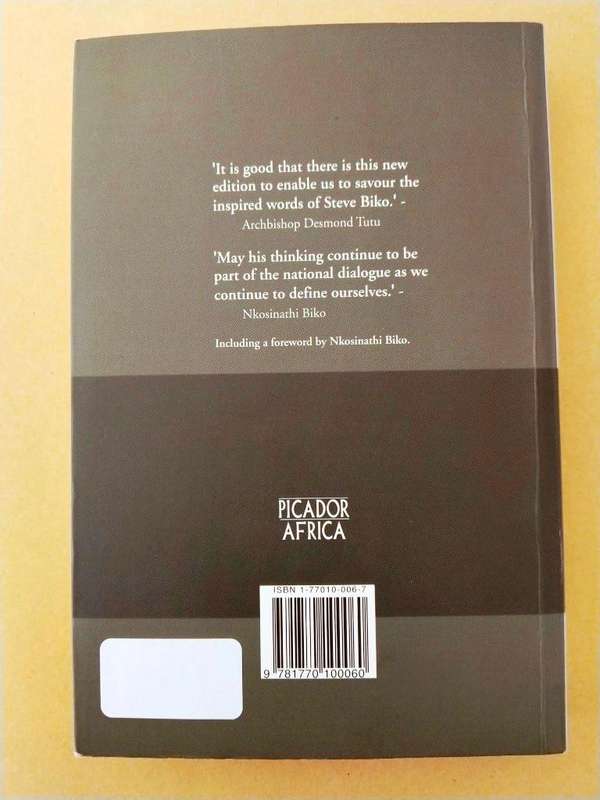 'It is good that there is this new
edition to enable us to savour the
inspired words of Steve Biko.' -
Archbishop Desmond Tutu
'May his thinking continue to be
part of the national dialogue as we
continue to define ourselves.' -
Nkosinathi Biko
Including a foreword by Nkosinathi Biko.
PICADOR
AFRICA
ISBN 1-77010-006-7
9 781770 100060